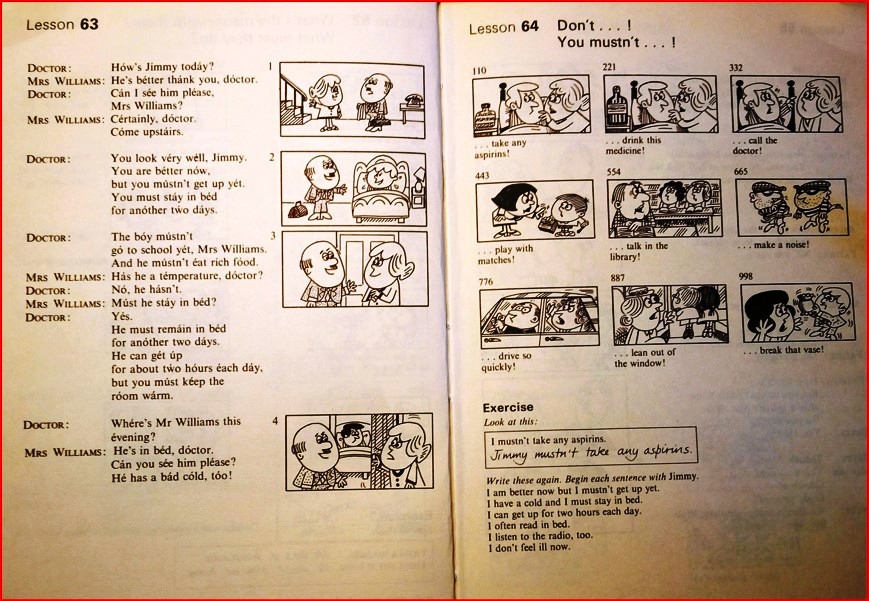 Lesson 63
DOCTOR: Hów's Jimmy todáy? 1
MRS WILLIAMS: He's bétter thánk you, dóctor.
DOCTOR: Cán I sée him pléase,
Mrs Wílliams?
MRS WILLIAMS: Cértainly, dóctor.
Cóme upstáirs.
DOCTOR: You look véry wéll, Jimmy. 2
You are bétter nów,
but you mústn't get up yét.
You must stáy in béd
for anóther twó dáys.
DOCTOR: The bóy mústn't 3
gó to school yét, Mrs Williams.
And he mústn't éat rich fóod.
MRS WILLIAMS: Hás he a témperature, dóctor?
DOCTOR: Nó, he hásn't.
MRS WILLIAMS: Múst he stáy in béd?
DOCTOR: Yés.
He must remáin in béd
for anóther two dáys.
He can gét úp
for about twó hóurs éach dáy,
but you múst kéep the
róom wárm.
DOCTOR: Whére's Mr Wílliams this 4
évening?
MRS WILLIAMS: He's in béd, dóctor.
Cán you sée him pléase?
Hé has a bád cóld, tóo!
Lesson 64 Don't . . . !
You mustn't . . . !
110 221 332
. . . take any
aspirins!
. . . drink this
medicine!
. . . call the
doctor!
443 554 665
. . . play with
matches!
. . . talk in the
library!
. . . make a noise!
776 887 998
. . . drive so
quickly!
. . . lean out of
the window!
. . . break that vase!
Exercise
Look at this:
I mustn't take any aspirins.
Jimmy mustn't take any aspirins.
Write these again. Begin each sentence with Jimmy.
I am better now but I mustn't get up yet.
I have a cold and I must stay in bed.
I can get up for two hours each day.
I often read in bed.
I listen to the radio, too.
I don't feel ill now.